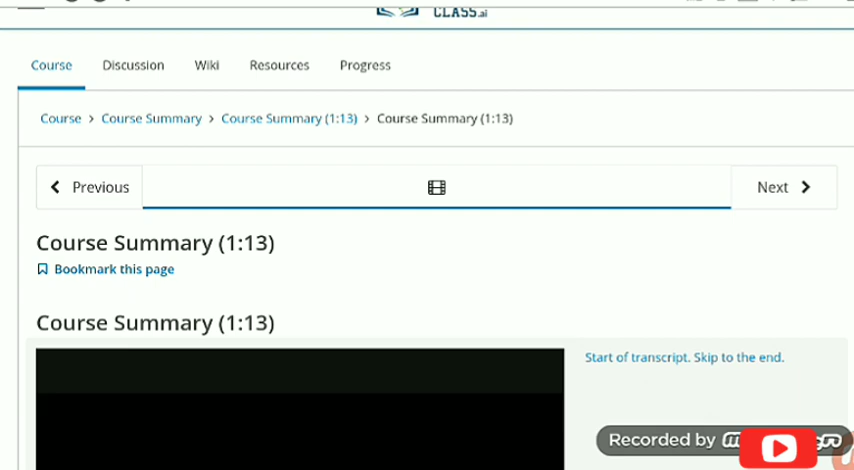 CLASS.ai
Course Discussion Wiki Resources Progress
Course > Course Summary > Course Summary (1:13) > Course Summary (1:13)
Previous
Next
Course Summary (1:13)
Bookmark this page
Course Summary (1:13)
Start of transcript. Skip to the end.
Recorded by